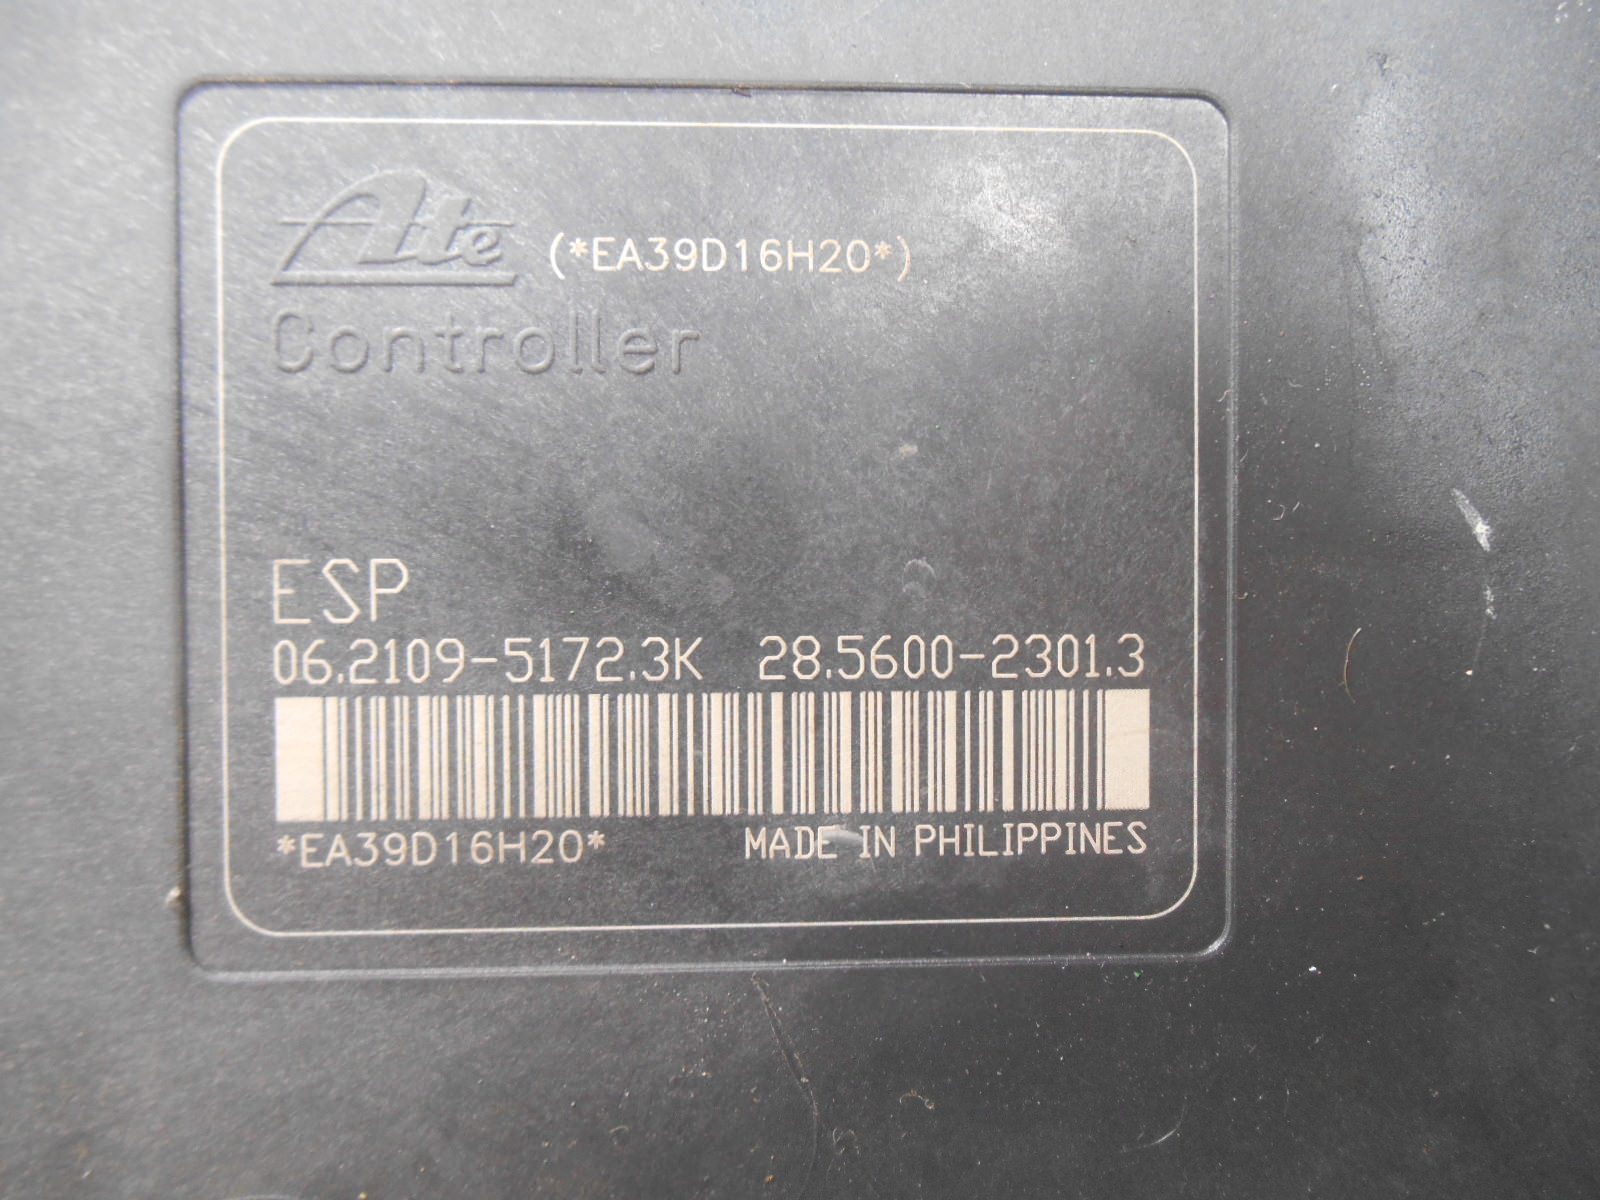 Ate (*EA39D16H20*)
Controller
ESP
06.2109-5172.3K 28.5600-2301.3
*EA39D16H20* MADE IN PHILIPPINES